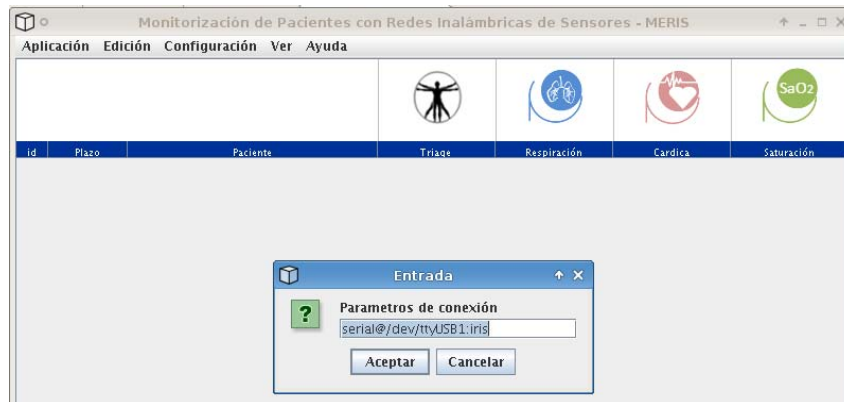 Monitorización de Pacientes con Redes Inalámbricas de Sensores - MERIS
Aplicación Edición Configuración Ver Ayuda
SaO2
id Plazo Paciente Triage Respiración Cardica Saturación
Entrada
?
Parametros de conexión
serial@/dev/ttyUSB1:iris
Aceptar Cancelar